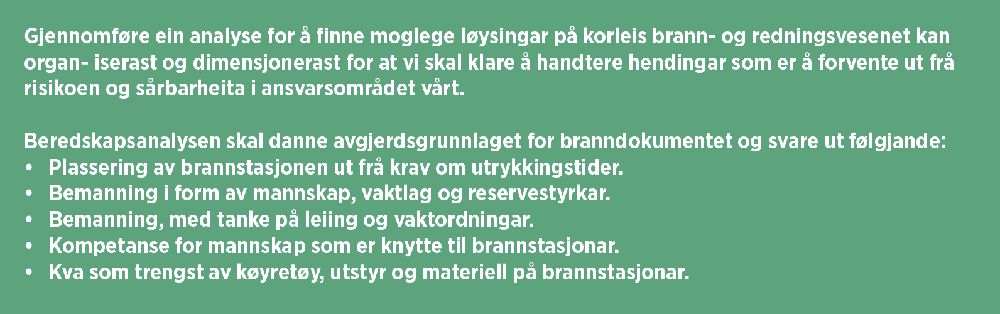 Gjennomføre ein analyse for å finne moglege løysingar på korleis brann- og redningsvesenet kan
organ- iserast og dimensjonerast for at vi skal klare å handtere hendingar som er å forvente ut frå
risikoen og sårbarheita i ansvarsområdet vårt.
Beredskapsanalysen skal danne avgjerdsgrunnlaget for branndokumentet og svare ut følgjande:
• Plassering av brannstasjonen ut frå krav om utrykkingstider.
• Bemanning i form av mannskap, vaktlag og reservestyrkar.
• Bemanning, med tanke på leiing og vaktordningar.
• Kompetanse for mannskap som er knytte til brannstasjonar.
• Kva som trengst av køyretøy, utstyr og materiell på brannstasjonar.